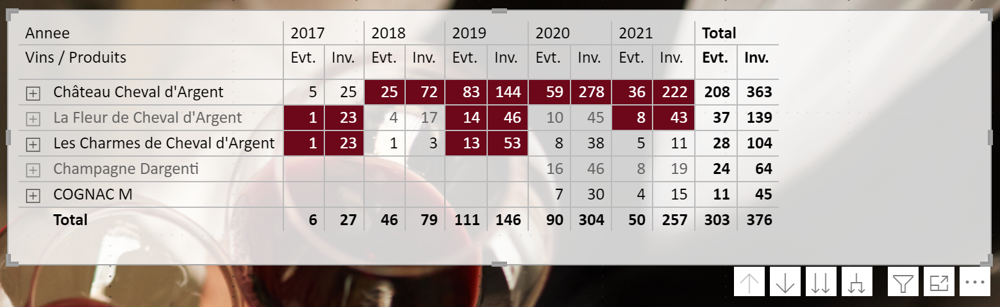 Annee 2017 2018 2019 2020 2021 Total
Vins / Produits Evt. Inv. Evt. Inv. Evt. Inv. Evt. Inv. Evt. Inv. Evt. Inv.
Château Cheval d'Argent 5 25 25 72 83 144 59 278 36 222 208 363
La Fleur de Cheval d'Argent 1 23 4 17 14 46 10 45 8 43 37 139
Les Charmes de Cheval d'Argent 1 23 1 3 13 53 8 38 5 11 28 104
Champagne Dargenti 16 46 8 19 24 64
COGNAC M 7 30 4 15 11 45
Total 6 27 46 79 111 146 90 304 50 257 303 376